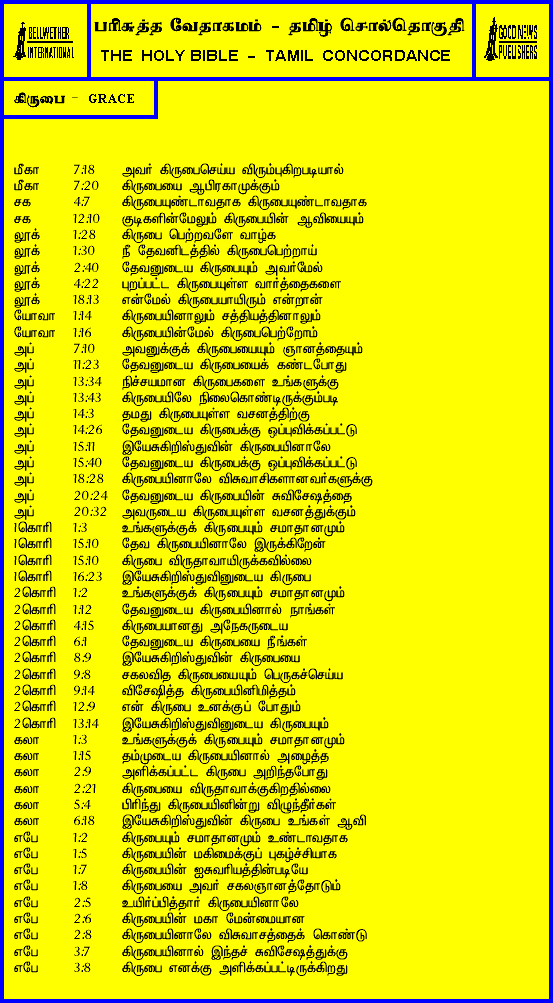 BELLWETHER
INTERNATIONAL
பரிசுத்த வேதாகமம் - தமிழ் சொல்தொகுதி
THE HOLY BIBLE - TAMIL CONCORDANCE
GOOD NEWS
PUBLISHERS
கிருபை - GRACE
மீகா 7:18 அவர் கிருபைசெய்ய விரும்புகிறபடியால்
மீகா 7:20 கிருபையை ஆபிரகாமுக்கும்
சக 4:7 கிருபையுண்டாவதாக கிருபையுண்டாவதாக
சக 12:10 குடிகளின்மேலும் கிருபையின் ஆவியையும்
லூக் 1:28 கிருபை பெற்றவளே வாழ்க
லூக் 1:30 நீ தேவனிடத்தில் கிருபைபெற்றாய்
லூக் 2:40 தேவனுடைய கிருபையும் அவர்மேல்
லூக் 4:22 புறப்பட்ட கிருபையுள்ள வார்த்தைகளை
லூக் 18:13 என்மேல் கிருபையாயிரும் என்றான்
யோவா 1:14 கிருபையினாலும் சத்தியத்தினாலும்
யோவா 1:16 கிருபையின்மேல் கிருபைபெற்றோம்
அப் 7:10 அவனுக்குக் கிருபையையும் ஞானத்தையும்
அப் 11:23 தேவனுடைய கிருபையைக் கண்டபோது
அப் 13:34 நிச்சயமான கிருபைகளை உங்களுக்கு
அப் 13:43 கிருபையிலே நிலைகொண்டிருக்கும்படி
அப் 14:3 தமது கிருபையுள்ள வசனத்திற்கு
அப் 14:26 தேவனுடைய கிருபைக்கு ஒப்புவிக்கப்பட்டு
அப் 15:11 இயேசுகிறிஸ்துவின் கிருபையினாலே
அப் 15:40 தேவனுடைய கிருபைக்கு ஒப்புவிக்கப்பட்டு
அப் 18:28 கிருபையினாலே விசுவாசிகளானவர்களுக்கு
அப் 20:24 தேவனுடைய கிருபையின் சுவிசேஷத்தை
அப் 20:32 அவருடைய கிருபையுள்ள வசனத்துக்கும்
1கொரி 1:3 உங்களுக்குக் கிருபையும் சமாதானமும்
1கொரி 15:10 தேவ கிருபையினாலே இருக்கிறேன்
1கொரி 15:10 கிருபை விருதாவாயிருக்கவில்லை
1கொரி 16:23 இயேசுகிறிஸ்துவினுடைய கிருபை
2கொரி 1:2 உங்களுக்குக் கிருபையும் சமாதானமும்
2கொரி 1:12 தேவனுடைய கிருபையினால் நாங்கள்
2கொரி 4:15 கிருபையானது அநேகருடைய
2கொரி 6:1 தேவனுடைய கிருபையை நீங்கள்
2கொரி 8:9 இயேசுகிறிஸ்துவின் கிருபையை
2கொரி 9:8 சகலவித கிருபையையும் பெருகச்செய்ய
2கொரி 9:14 விசேஷித்த கிருபையினிமித்தம்
2கொரி 12:9 என் கிருபை உனக்குப் போதும்
2கொரி 13:14 இயேசுகிறிஸ்துவினுடைய கிருபையும்
கலா 1:3 உங்களுக்குக் கிருபையும் சமாதானமும்
கலா 1:15 தம்முடைய கிருபையினால் அழைத்த
கலா 2:9 அளிக்கப்பட்ட கிருபை அறிந்தபோது
கலா 2:21 கிருபையை விருதாவாக்குகிறதில்லை
கலா 5:4 பிரிந்து கிருபையினின்று விழுந்தீர்கள்
கலா 6:18 இயேசுகிறிஸ்துவின் கிருபை உங்கள் ஆவி
எபே 1:2 கிருபையும் சமாதானமும் உண்டாவதாக
எபே 1:5 கிருபையின் மகிமைக்குப் புகழ்ச்சியாக
எபே 1:7 கிருபையின் ஐசுவரியத்தின்படியே
எபே 1:8 கிருபையை அவர் சகலஞானத்தோடும்
எபே 2:5 உயிர்ப்பித்தார் கிருபையினாலே
எபே 2:6 கிருபையின் மகா மேன்மையான
எபே 2:8 கிருபையினாலே விசுவாசத்தைக் கொண்டு
எபே 3:7 கிருபையினால் இந்தச் சுவிசேஷத்துக்கு
எபே 3:8 கிருபை எனக்கு அளிக்கப்பட்டிருக்கிறது